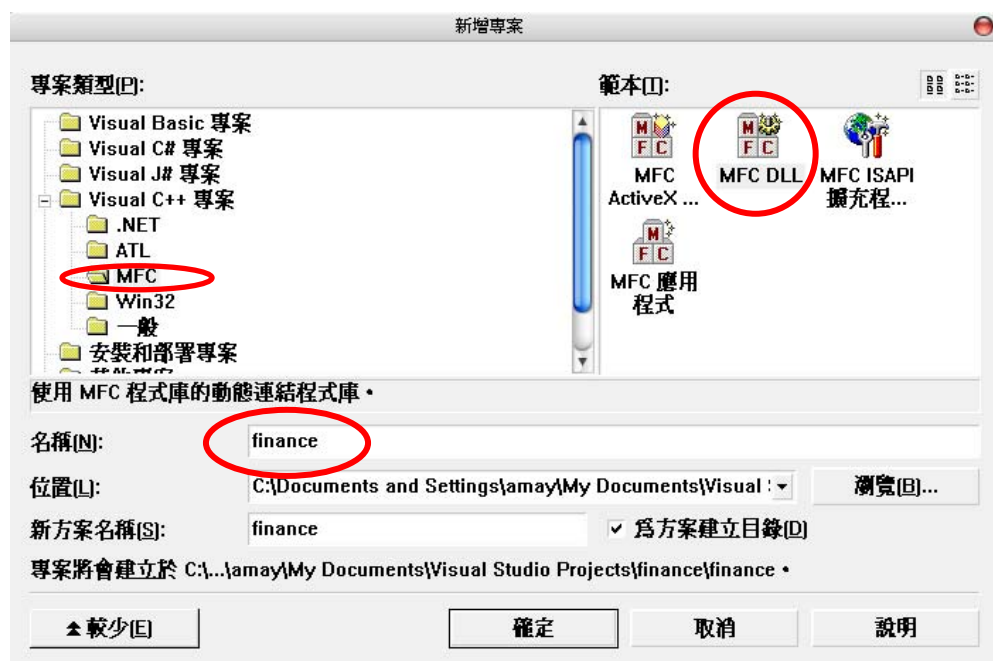 新增專案
專案類型(P):
範本(T):
Visual Basic 專案
Visual C# 專案
Visual J# 專案
Visual C++ 專案
.NET
ATL
MFC
Win32
一般
安裝和部署專案
MFC
ActiveX ...
MFC DLL
MFC ISAPI
擴充程...
MFC 應用
程式
使用 MFC 程式庫的動態連結程式庫。
名稱(N):
finance
位置(L):
C:\Documents and Settings\amay\My Documents\Visual
瀏覽(B)...
新方案名稱(S):
finance
為方案建立目錄(D)
專案將會建立於 C:\...\amay\My Documents\Visual Studio Projects\finance\finance。
較少(E)
確定
取消
說明